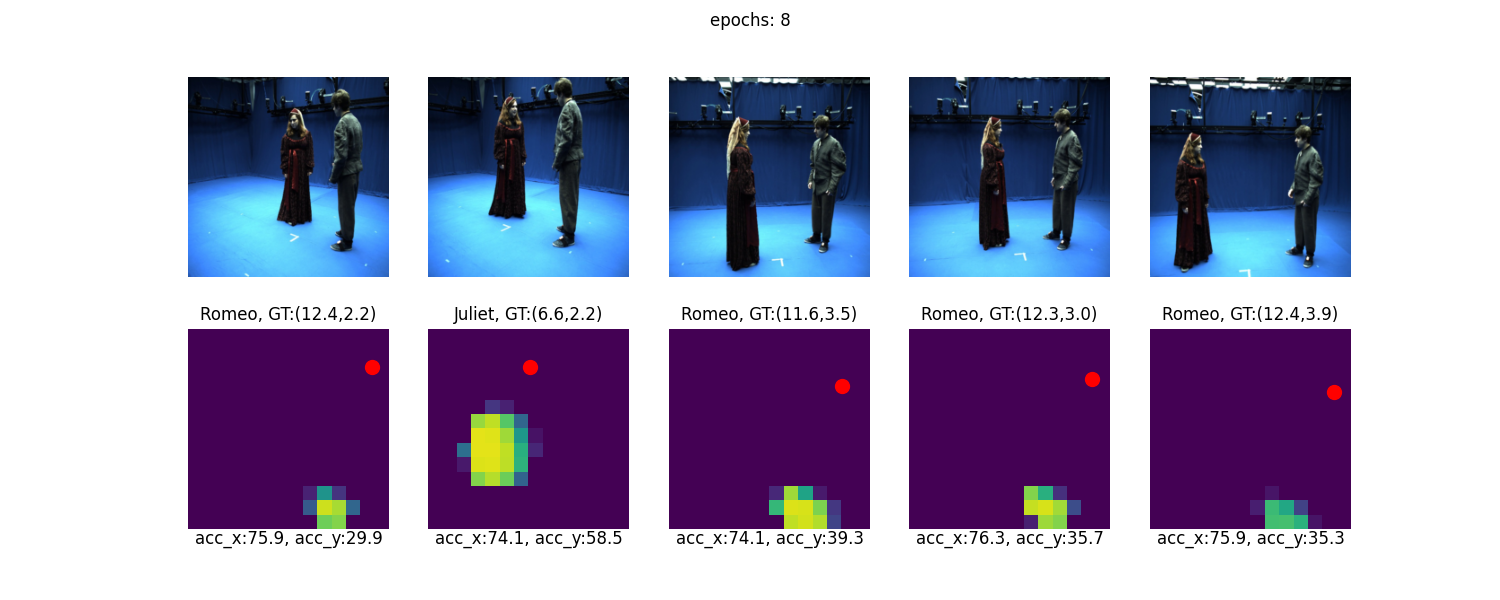 epochs: 8
Romeo, GT:(12.4,2.2)
Juliet, GT:(6.6,2.2)
Romeo, GT:(11.6,3.5)
Romeo, GT:(12.3,3.0)
Romeo, GT:(12.4,3.9)
acc_x:75.9, acc_y:29.9
acc_x:74.1, acc_y:58.5
acc_x:74.1, acc_y:39.3
acc_x:76.3, acc_y:35.7
acc_x:75.9, acc_y:35.3